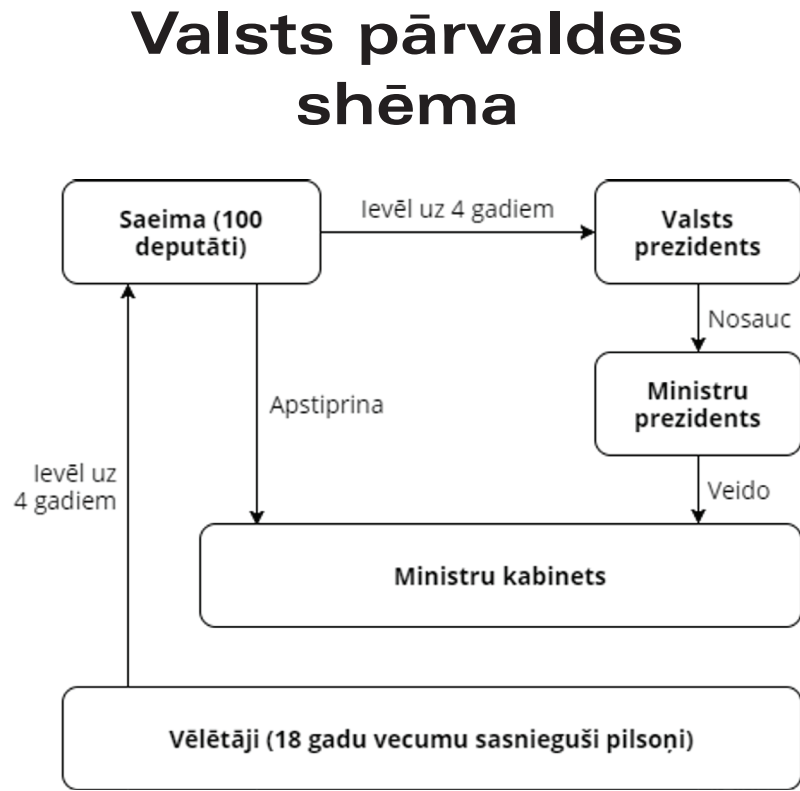 Valsts pārvaldes
shēma
Saeima (100
deputāti)
Ievēl uz 4 gadiem
Valsts
prezidents
Nosauc
Ministru
prezidents
Apstiprina
Ievēl uz
4 gadiem
Veido
Ministru kabinets
Vēlētāji (18 gadu vecumu sasnieguši pilsoņi)